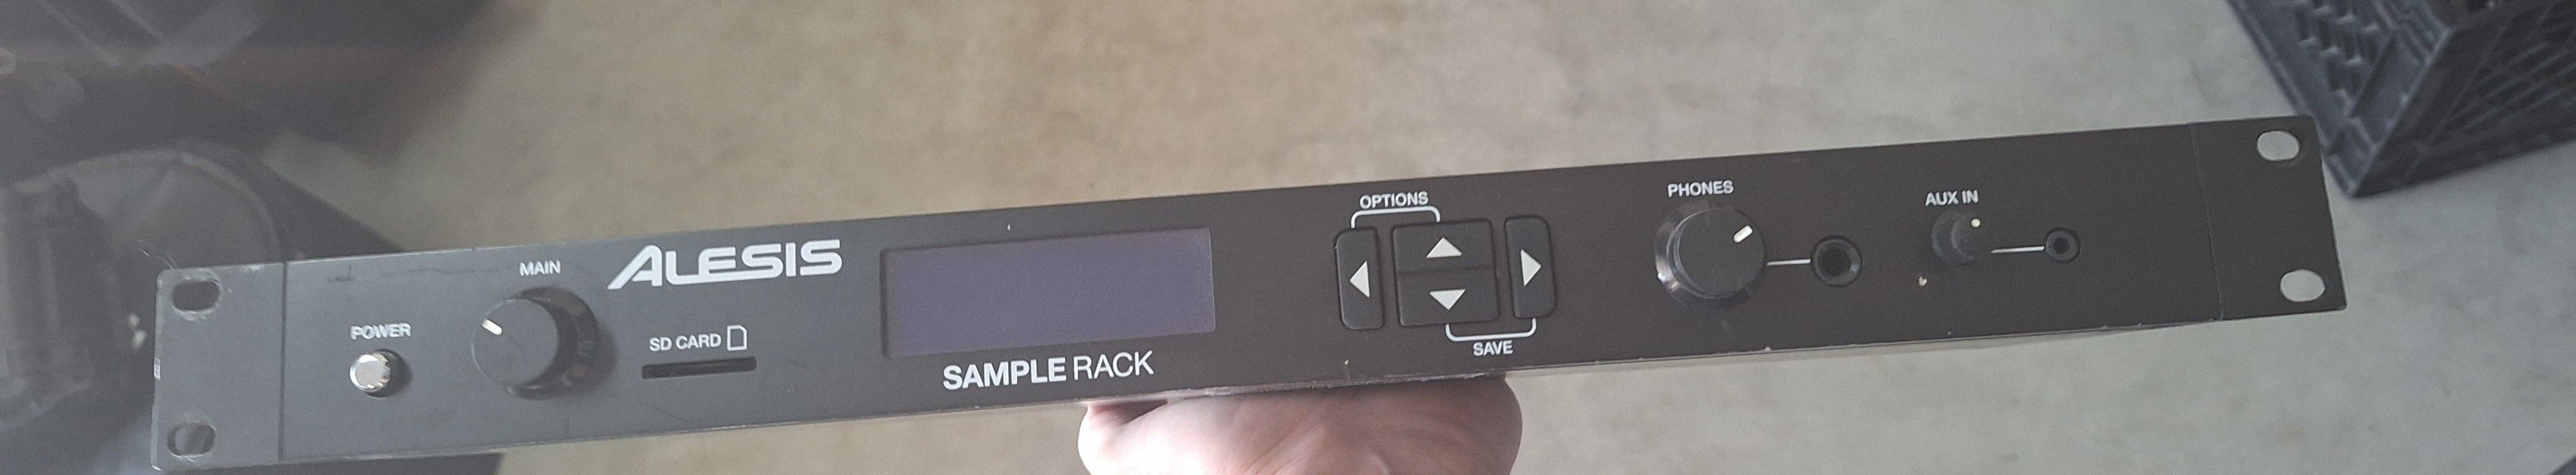 POWER
MAIN
ALESIS
SD CARD
SAMPLE RACK
OPTIONS
SAVE
PHONES
AUX IN